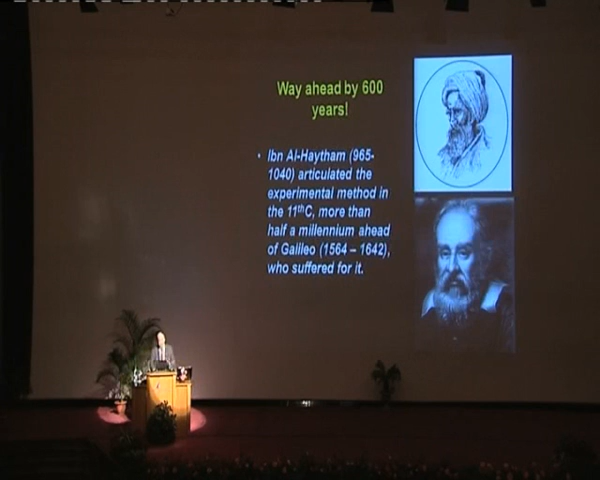 Way ahead by 600
years!
• Ibn Al-Haytham (965-
1040) articulated the
experimental method in
the 11thC, more than
half a millennium ahead
of Galileo (1564 – 1642),
who suffered for it.